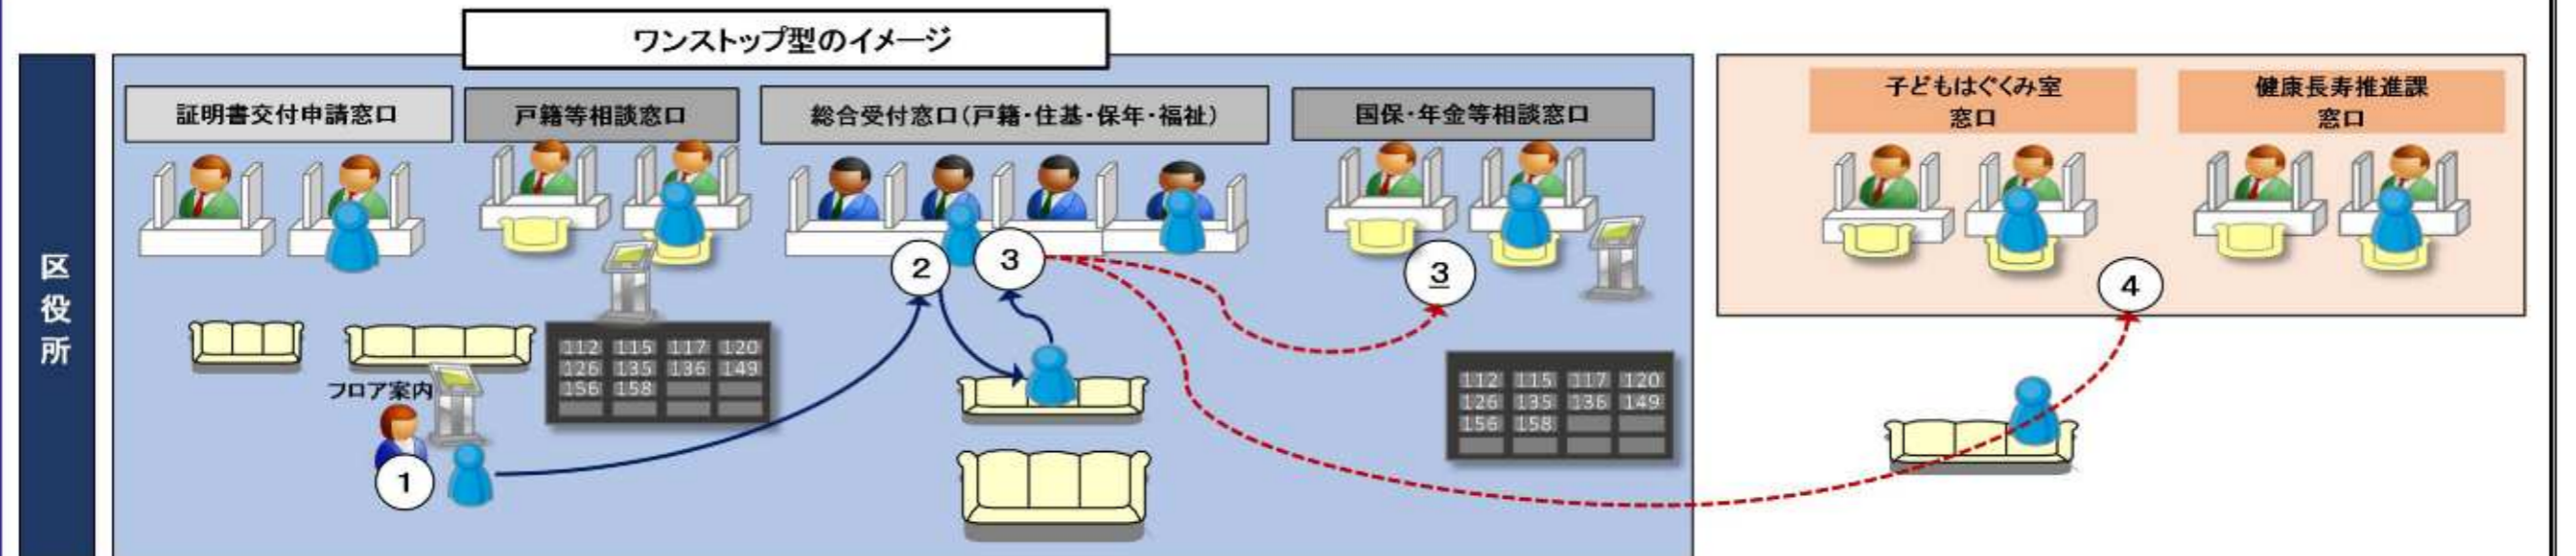 ワンストップ型のイメージ
区役所
証明書交付申請窓口
戸籍等相談窓口
総合受付窓口(戸籍・住基・保年・福祉)
国保・年金等相談窓口
子どもはぐくみ室
窓口
健康長寿推進課
窓口
2
3
3
4
112 115 117 120
126 135 136 149
156 158
フロア案内
1
112 115 117 120
126 135 136 149
156 158